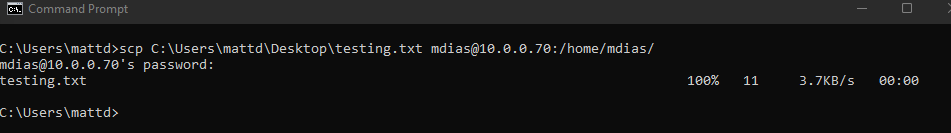 Command Prompt
C:\Users\mattd>scp C:\Users\mattd\Desktop\testing.txt mdias@10.0.0.70:/home/mdias/
mdias@10.0.0.70's password:
testing.txt 100% 11 3.7KB/s 00:00
C:\Users\mattd>